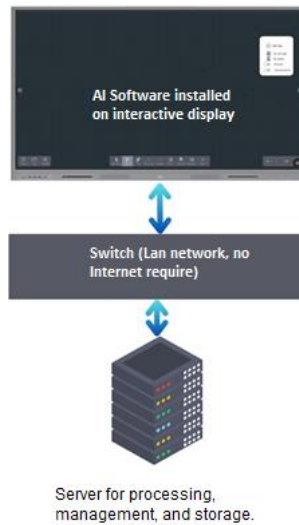 AI Software installed
on interactive display
Switch (Lan network, no
Internet require)
Server for processing,
management, and storage.